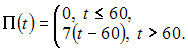 П(t) = { 0, t ≤ 60,
7(t − 60), t > 60.